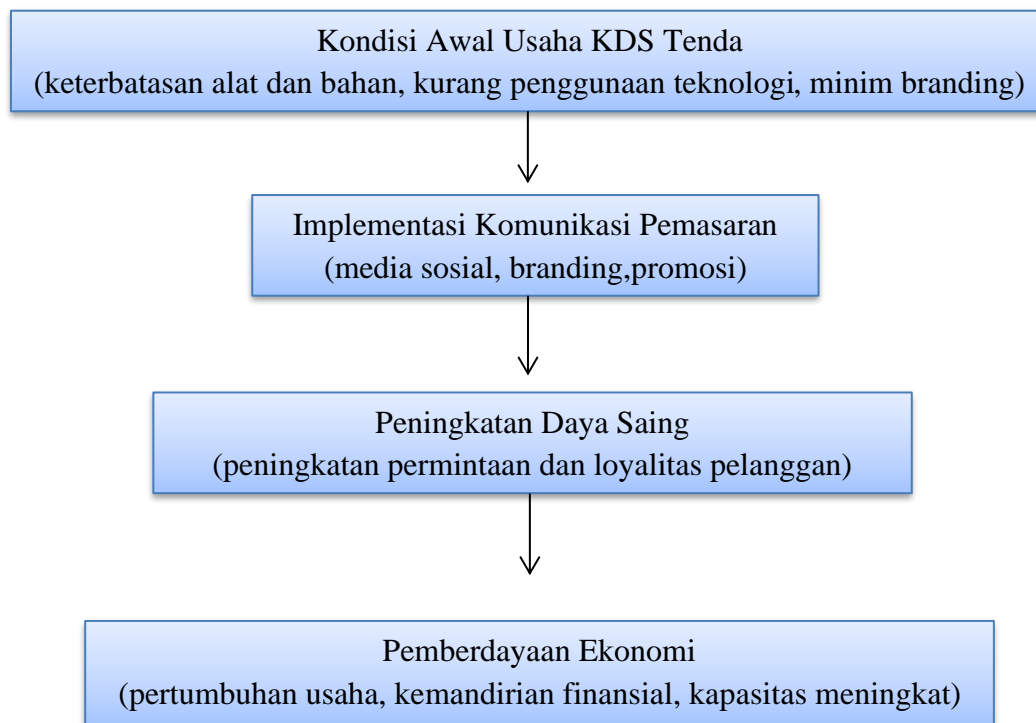 Kondisi Awal Usaha KDS Tenda
(keterbatasan alat dan bahan, kurang penggunaan teknologi, minim branding)
Implementasi Komunikasi Pemasaran
(media sosial, branding,promosi)
Peningkatan Daya Saing
(peningkatan permintaan dan loyalitas pelanggan)
Pemberdayaan Ekonomi
(pertumbuhan usaha, kemandirian finansial, kapasitas meningkat)